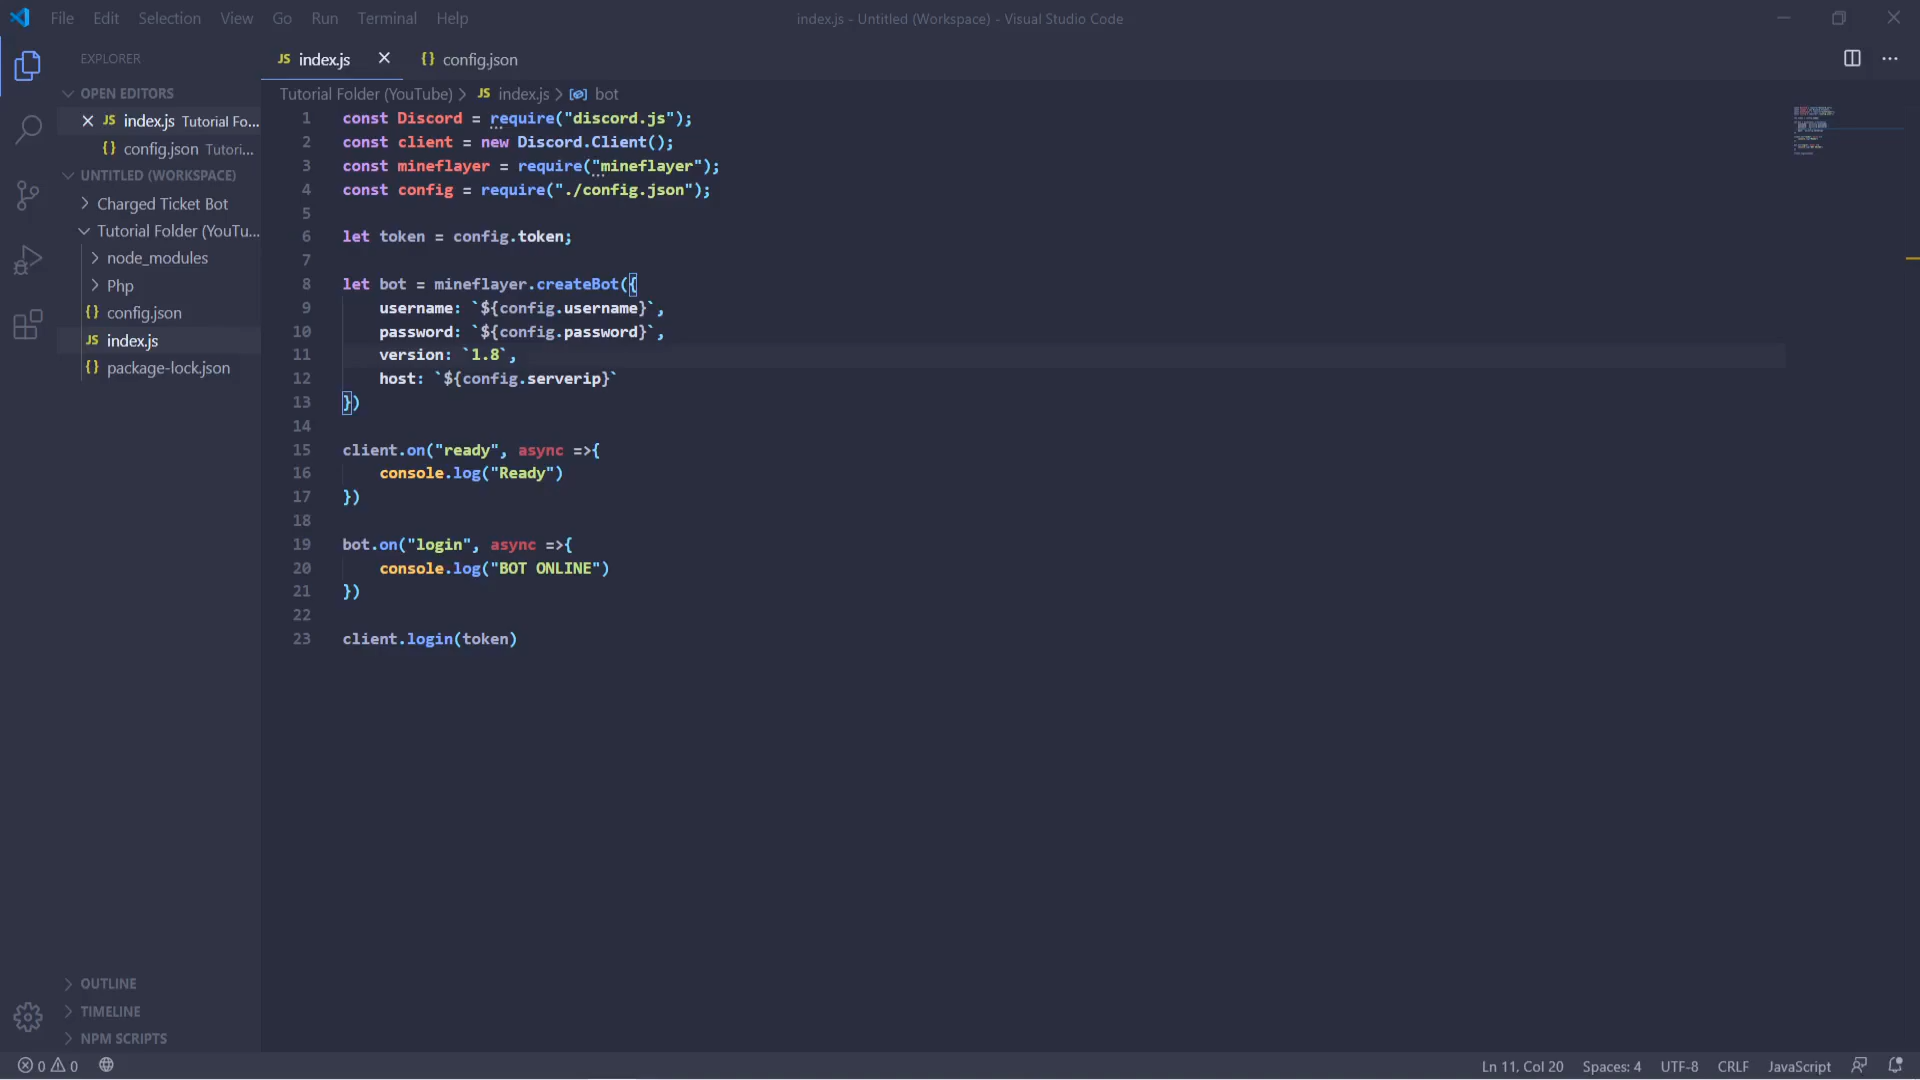 File Edit Selection View Go Run Terminal Help
index.js - Untitled (Workspace) - Visual Studio Code
EXPLORER
JS index.js
{} config.json
OPEN EDITORS
JS index.js Tutorial Fo...
{} config.json Tutori...
UNTITLED (WORKSPACE)
Charged Ticket Bot
Tutorial Folder (YouTu...
node_modules
Php
{} config.json
JS index.js
{} package-lock.json
OUTLINE
TIMELINE
NPM SCRIPTS
Tutorial Folder (YouTube) > JS index.js > bot
1 const Discord = require("discord.js");
2 const client = new Discord.Client();
3 const mineflayer = require("mineflayer");
4 const config = require("./config.json");
5
6 let token = config.token;
7
8 let bot = mineflayer.createBot({
9 username: `${config.username}`,
10 password: `${config.password}`,
11 version: `1.8`,
12 host: `${config.serverip}`
13 })
14
15 client.on("ready", async =>{
16 console.log("Ready")
17 })
18
19 bot.on("login", async =>{
20 console.log("BOT ONLINE")
21 })
22
23 client.login(token)
0 0
Ln 11, Col 20 Spaces: 4 UTF-8 CRLF JavaScript